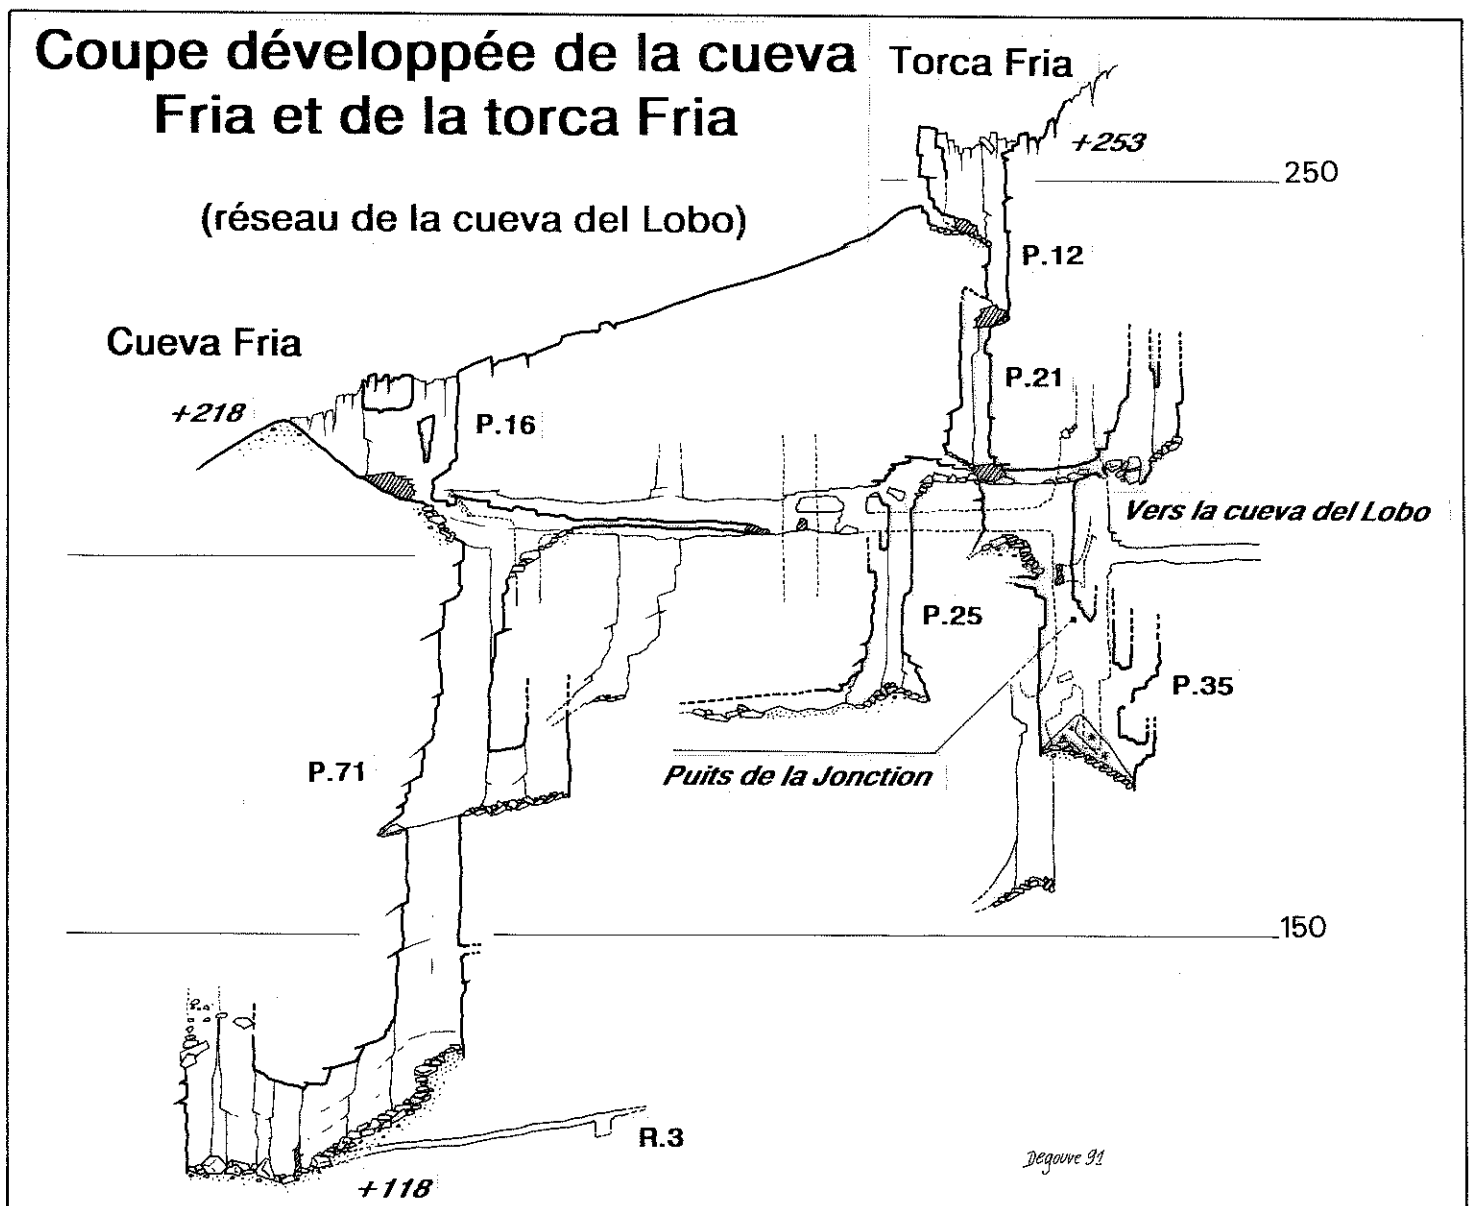 Coupe développée de la cueva
Fria et de la torca Fria
(réseau de la cueva del Lobo)
Torca Fria
+253
250
P.12
Cueva Fria
+218
P.16
P.21
Vers la cueva del Lobo
P.25
P.35
P.71
Puits de la Jonction
150
R.3
+118
Degouve 91